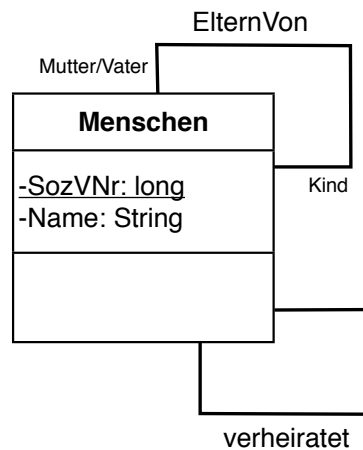 ElternVon
Mutter/Vater
Menschen
-SozVNr: long
-Name: String
Kind
verheiratet